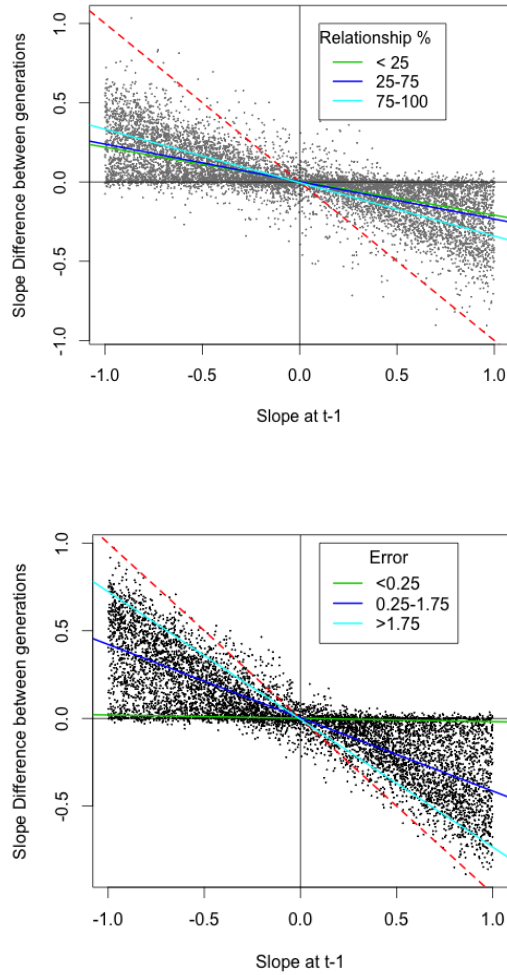 Slope Difference between generations
1.0
0.5
0.0
-0.5
-1.0
Relationship %
< 25
25-75
75-100
-1.0 -0.5 0.0 0.5 1.0
Slope at t-1
Slope Difference between generations
1.0
0.5
0.0
-0.5
Error
<0.25
0.25-1.75
>1.75
-1.0 -0.5 0.0 0.5 1.0
Slope at t-1